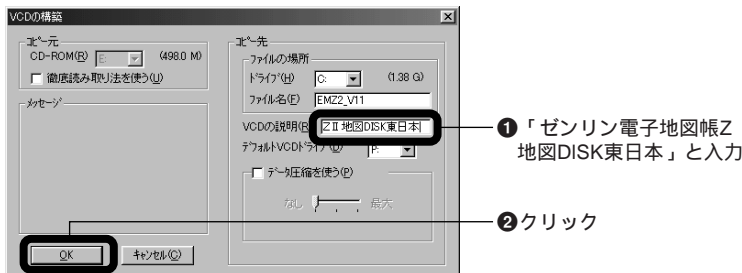 VCDの構築
コピー元
CD-ROM(R) E: (498.0 M)
徹底読み取り法を使う(U)
メッセージ
コピー先
ファイルの場所
ドライブ(H) C: (1.38 G)
ファイル名(F) EMZ2_V11
VCDの説明(R) ZⅡ地図DISK東日本
デフォルトVCDドライブ(D) P:
データ圧縮を使う(P)
なし 最大
OK キャンセル(C)
❶「ゼンリン電子地図帳Z
地図DISK東日本」と入力
❷クリック